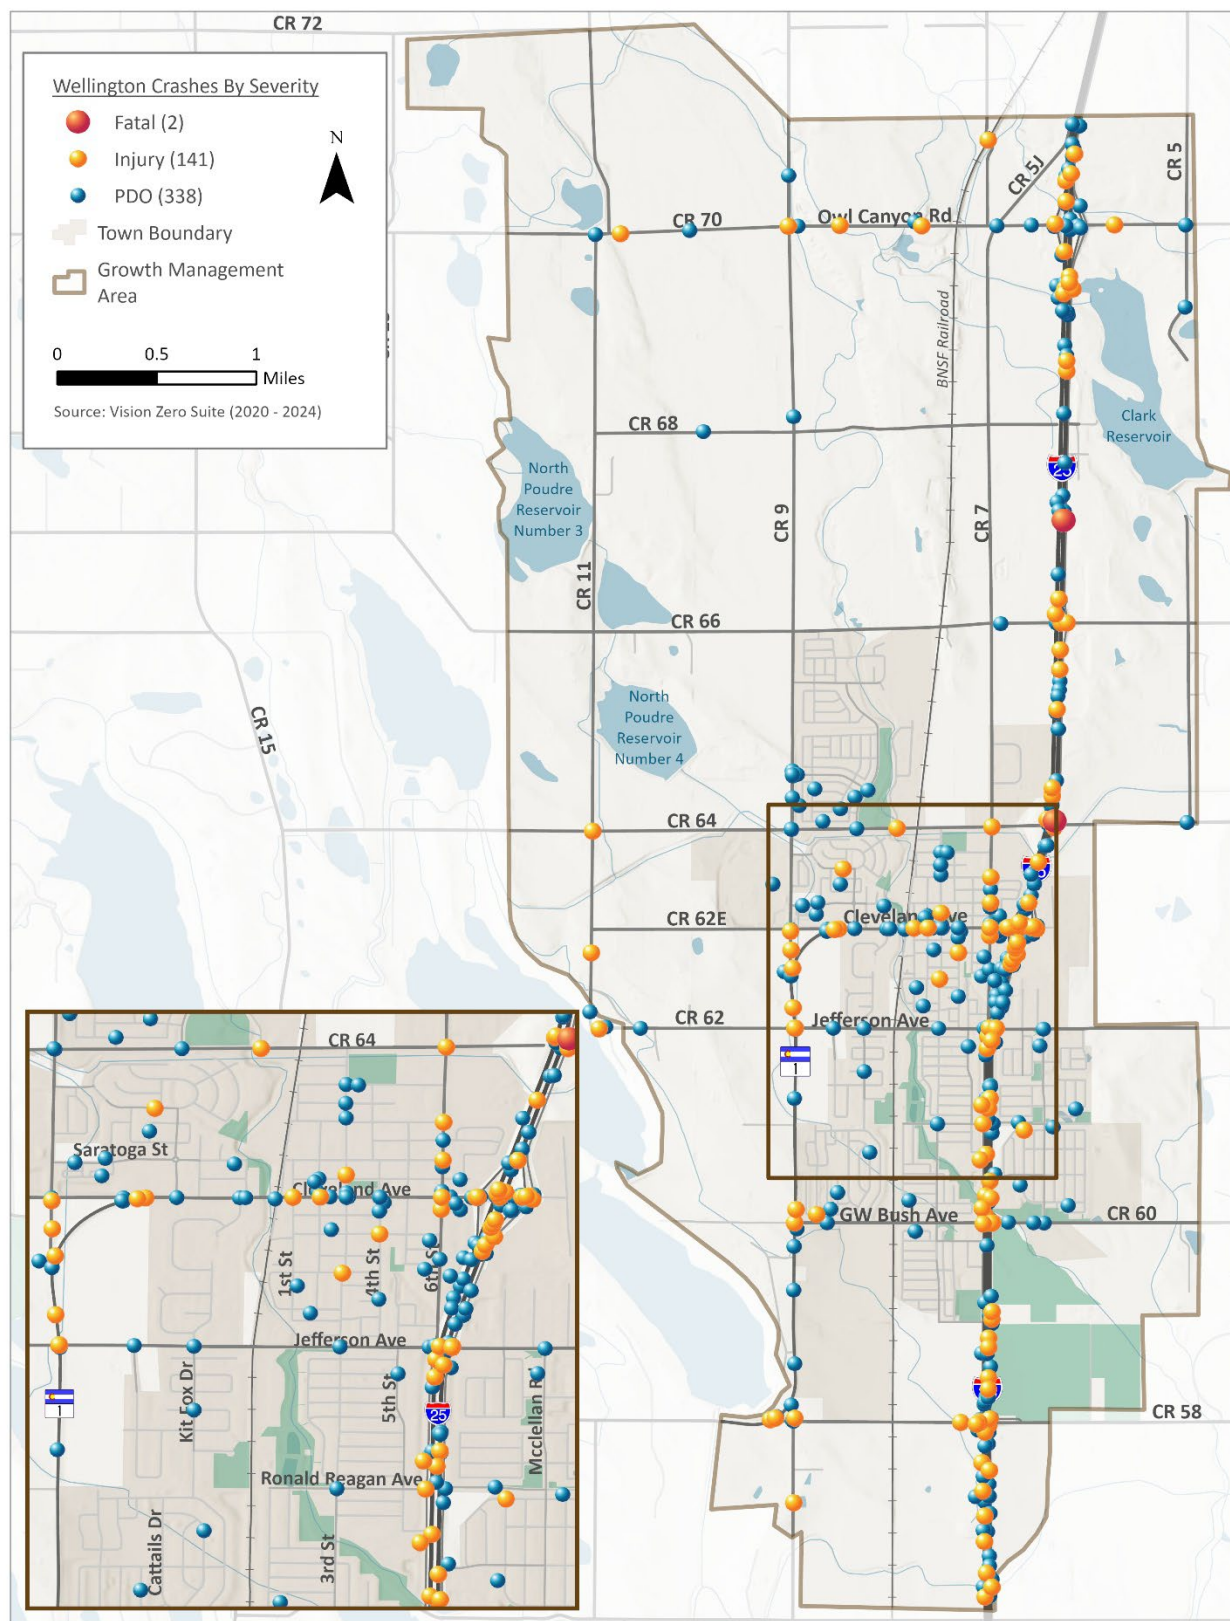 CR 72
Wellington Crashes By Severity
Fatal (2)
Injury (141)
PDO (338)
Town Boundary
Growth Management
Area
0 0.5 1
Miles
Source: Vision Zero Suite (2020 - 2024)
N
CR 5J
CR 5
CR 70
Owl Canyon Rd
BNSF Railroad
Clark
Reservoir
CR 68
North
Poudre
Reservoir
Number 3
CR 9
CR 7
CR 11
CR 66
North
Poudre
Reservoir
Number 4
CR 15
CR 64
CR 62E
Cleveland Ave
CR 62
Jefferson Ave
1
GW Bush Ave
CR 60
CR 58
CR 64
Saratoga St
Cleveland Ave
1st St
4th St
6th St
Jefferson Ave
Kit Fox Dr
5th St
Mcclellan Rd
1
25
Ronald Reagan Ave
Cattails Dr
3rd St